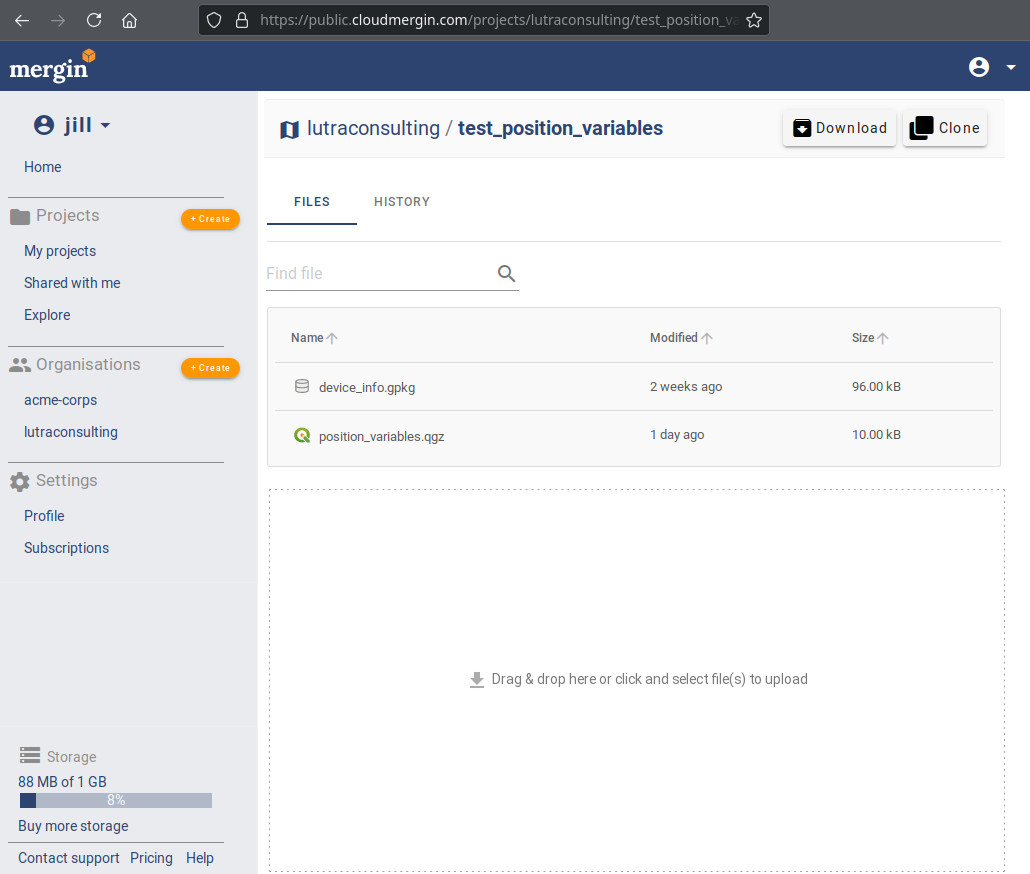 https://public.cloudmergin.com/projects/lutraconsulting/test_position_va
mergin
jill
Home
Projects
+ Create
My projects
Shared with me
Explore
Organisations
+ Create
acme-corps
lutraconsulting
Settings
Profile
Subscriptions
Storage
88 MB of 1 GB
8%
Buy more storage
Contact support Pricing Help
lutraconsulting / test_position_variables
Download
Clone
FILES HISTORY
Find file
Name Modified Size
device_info.gpkg 2 weeks ago 96.00 kB
position_variables.qgz 1 day ago 10.00 kB
Drag & drop here or click and select file(s) to upload